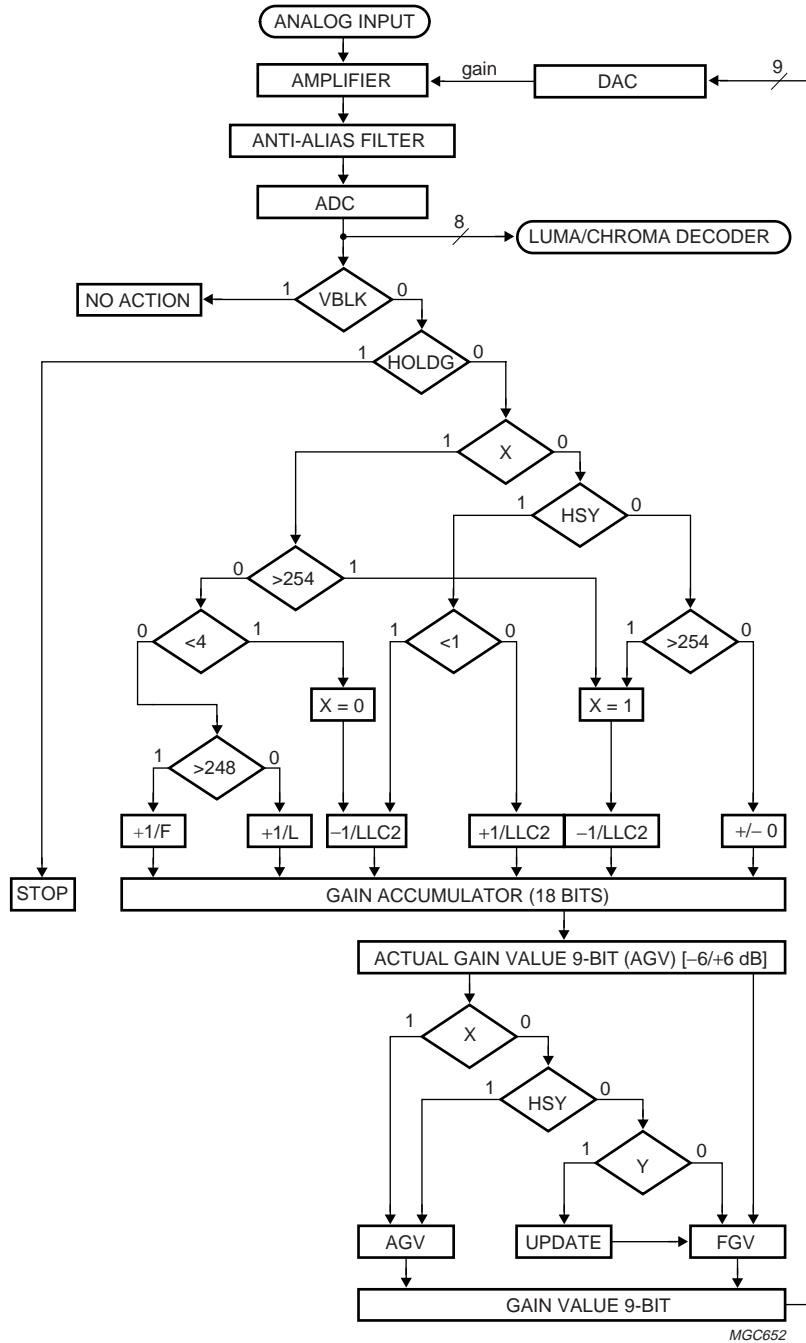 ANALOG INPUT
AMPLIFIER
gain
DAC
9
ANTI-ALIAS FILTER
ADC
8
LUMA/CHROMA DECODER
NO ACTION
1
VBLK
0
1
HOLDG
0
1
X
0
1
HSY
0
0
>254
1
0
<4
1
1
<1
0
1
>254
0
X = 0
X = 1
1
>248
0
+1/F
+1/L
−1/LLC2
+1/LLC2
−1/LLC2
+/− 0
STOP
GAIN ACCUMULATOR (18 BITS)
ACTUAL GAIN VALUE 9-BIT (AGV) [−6/+6 dB]
1
X
0
1
HSY
0
1
Y
0
AGV
UPDATE
FGV
GAIN VALUE 9-BIT
MGC652